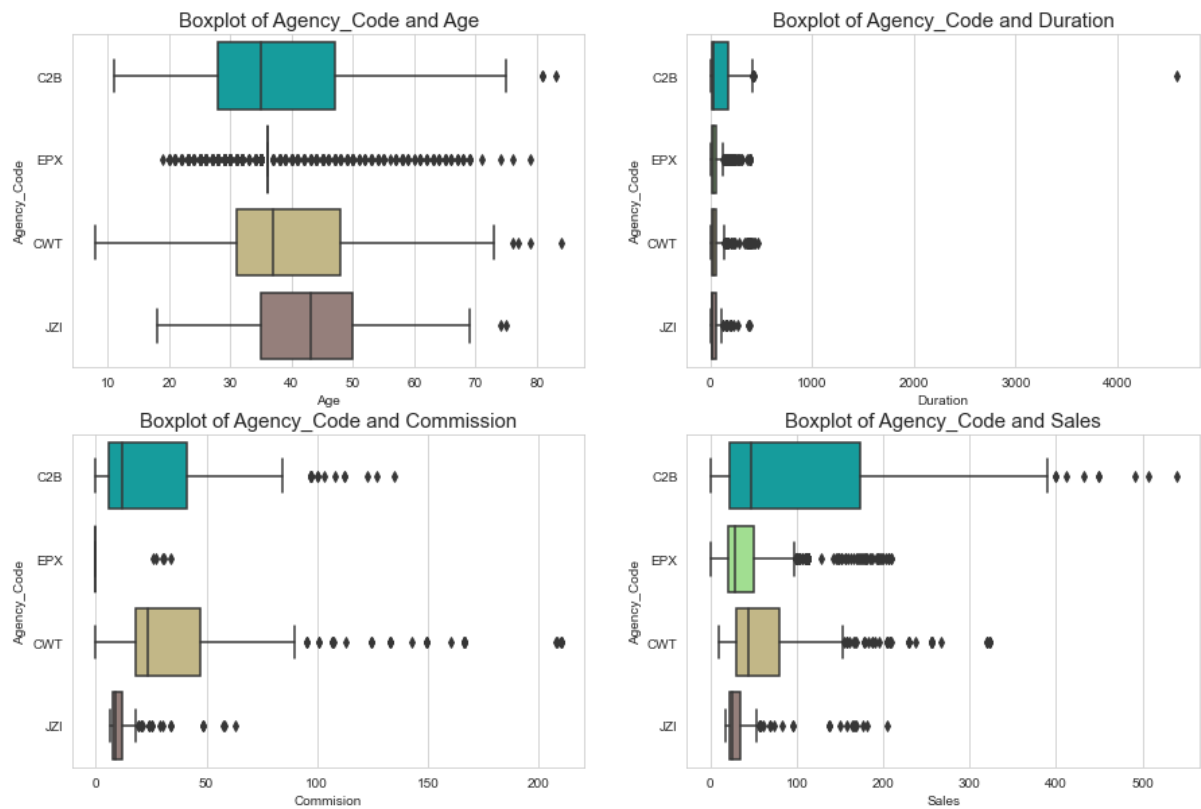 Boxplot of Agency_Code and Age
Agency_Code
C2B
EPX
CWT
JZI
10 20 30 40 50 60 70 80
Age
Boxplot of Agency_Code and Duration
Agency_Code
C2B
EPX
CWT
JZI
0 1000 2000 3000 4000
Duration
Boxplot of Agency_Code and Commission
Agency_Code
C2B
EPX
CWT
JZI
0 50 100 150 200
Commision
Boxplot of Agency_Code and Sales
Agency_Code
C2B
EPX
CWT
JZI
0 100 200 300 400 500
Sales